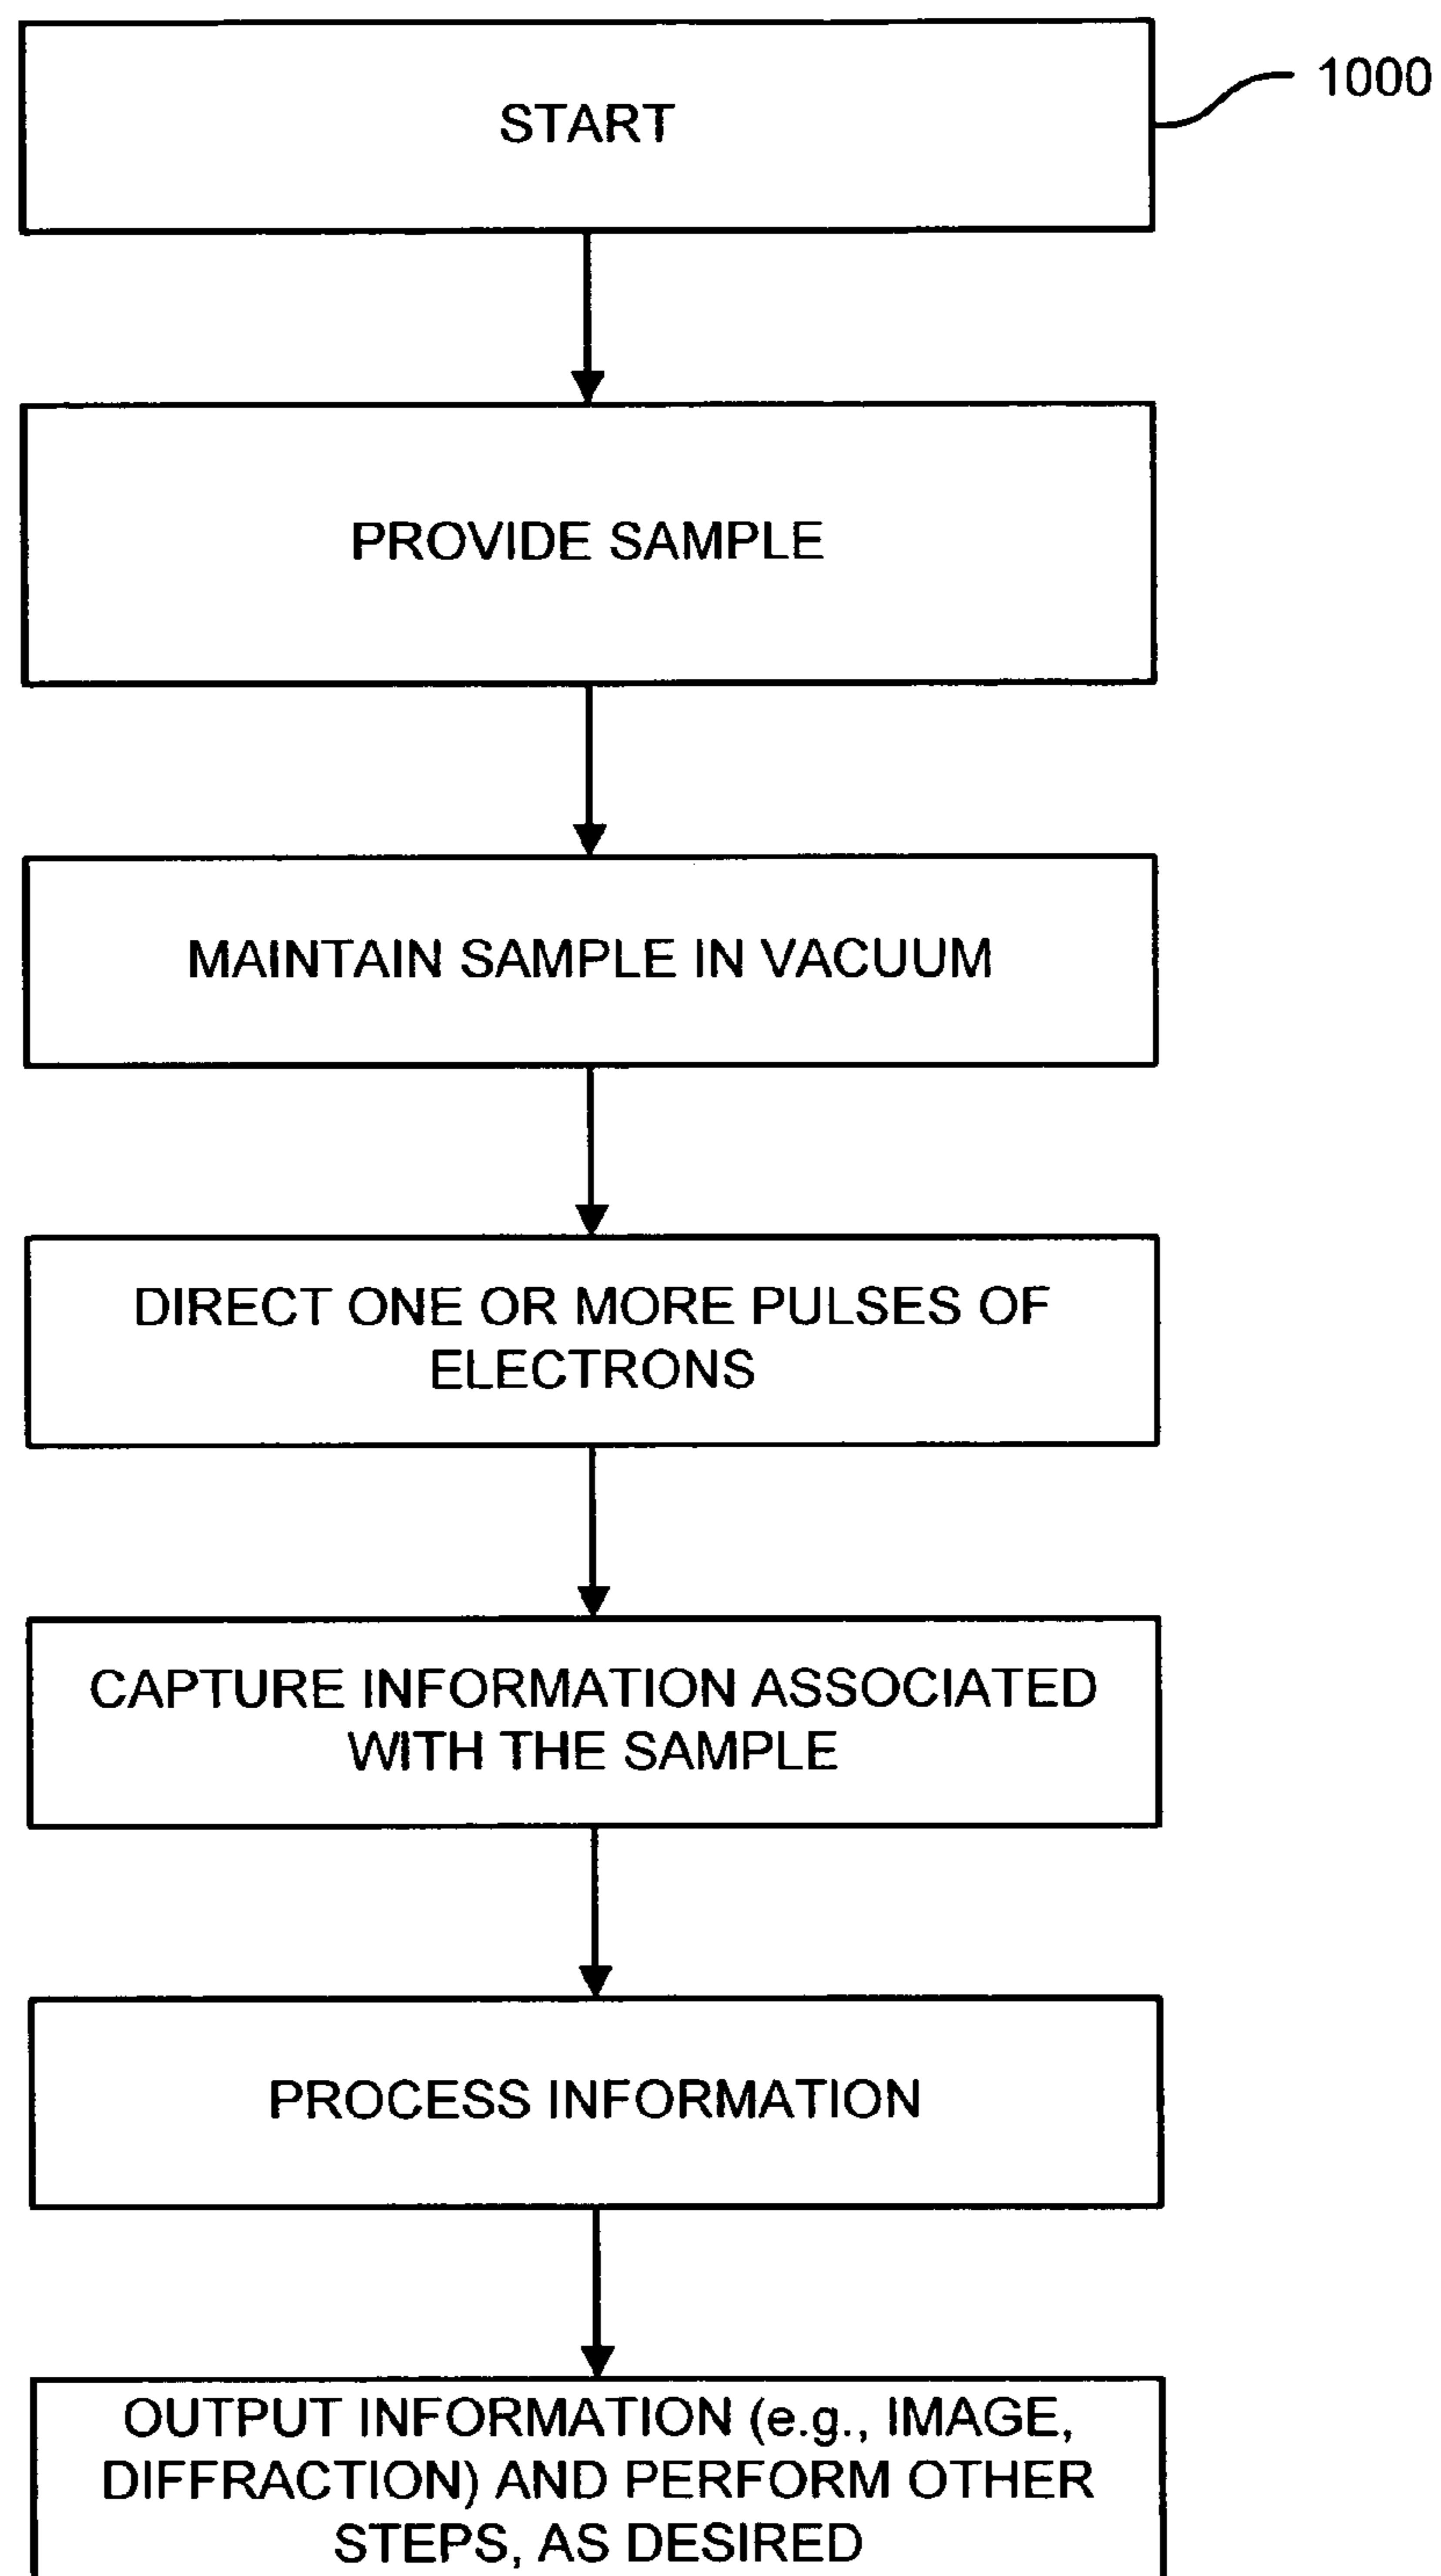 START
1000
PROVIDE SAMPLE
MAINTAIN SAMPLE IN VACUUM
DIRECT ONE OR MORE PULSES OF
ELECTRONS
CAPTURE INFORMATION ASSOCIATED
WITH THE SAMPLE
PROCESS INFORMATION
OUTPUT INFORMATION (e.g., IMAGE,
DIFFRACTION) AND PERFORM OTHER
STEPS, AS DESIRED